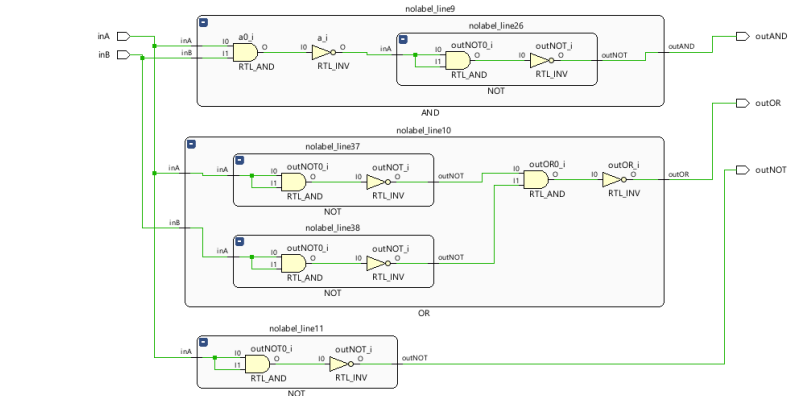 nolabel_line9
nolabel_line26
inA
inB
inA
inB
a0_i
I0
I1
O
RTL_AND
a_i
I0
O
RTL_INV
inA
outNOT0_i
I0
I1
O
RTL_AND
outNOT_i
I0
O
RTL_INV
outNOT
NOT
outAND
outAND
AND
outOR
nolabel_line10
nolabel_line37
inA
inA
outNOT0_i
I0
I1
O
RTL_AND
outNOT_i
I0
O
RTL_INV
outNOT
NOT
outOR0_i
I0
I1
O
RTL_AND
outOR_i
I0
O
RTL_INV
outOR
outNOT
nolabel_line38
inB
inA
outNOT0_i
I0
I1
O
RTL_AND
outNOT_i
I0
O
RTL_INV
outNOT
NOT
OR
nolabel_line11
inA
outNOT0_i
I0
I1
O
RTL_AND
outNOT_i
I0
O
RTL_INV
outNOT
NOT